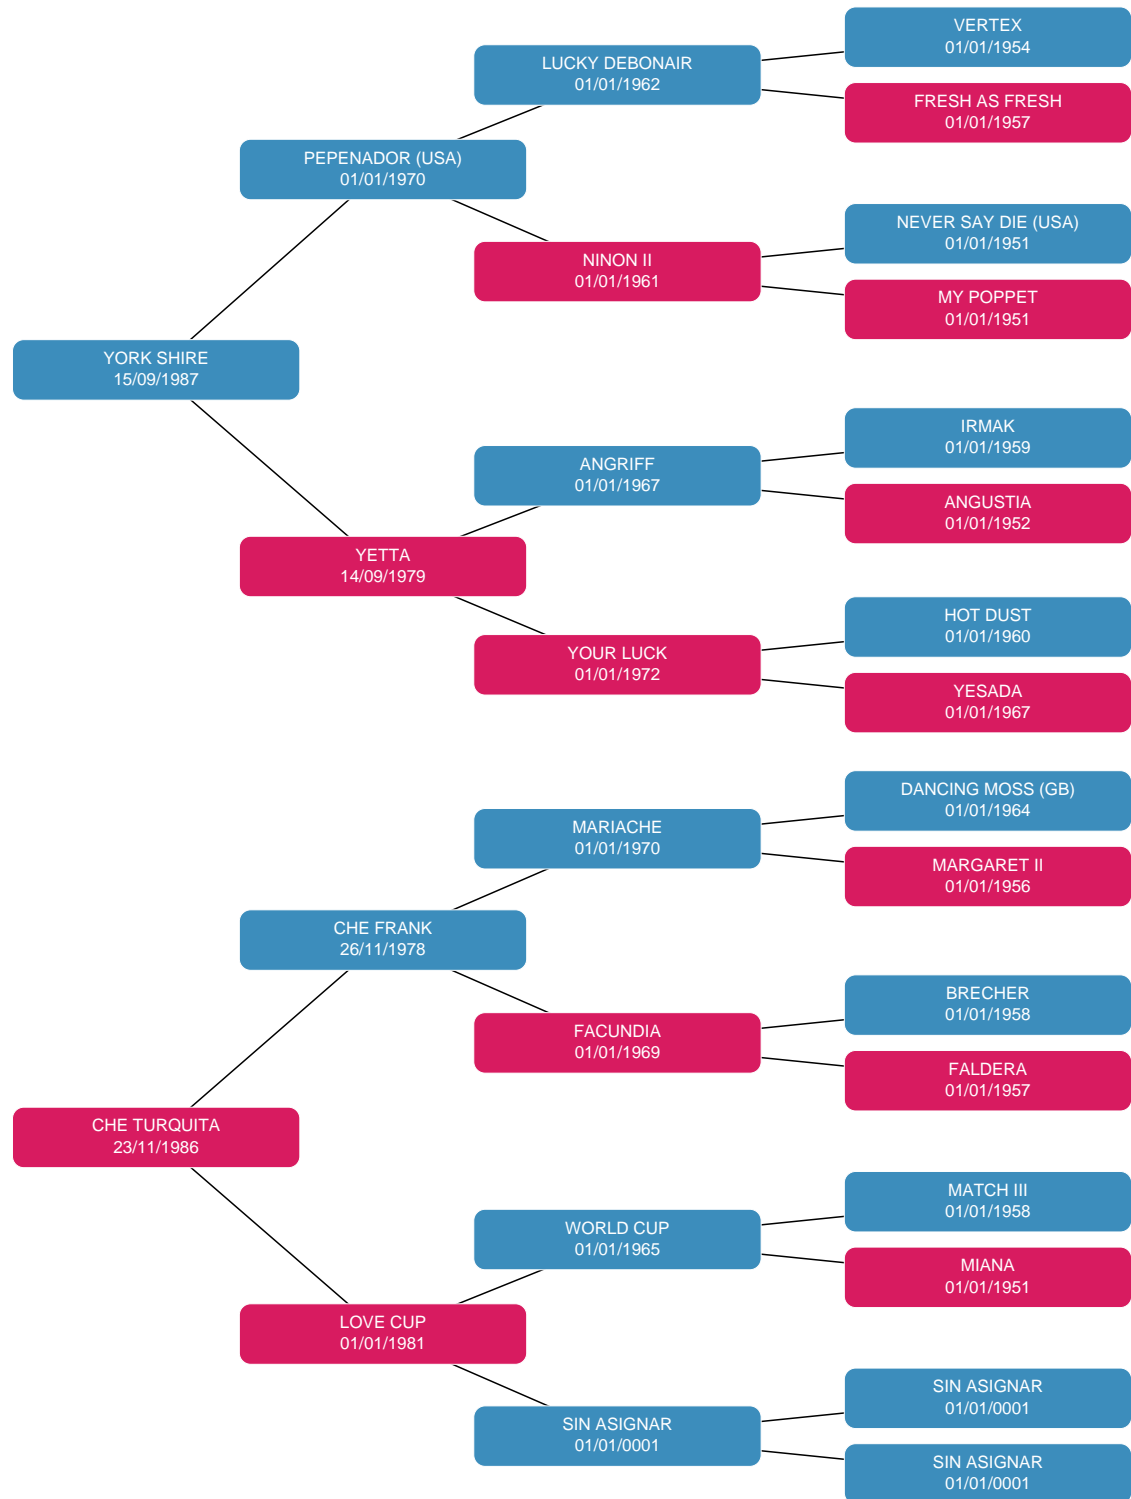 VERTEX
01/01/1954
LUCKY DEBONAIR
01/01/1962
FRESH AS FRESH
01/01/1957
PEPENADOR (USA)
01/01/1970
NEVER SAY DIE (USA)
01/01/1951
NINON II
01/01/1961
MY POPPET
01/01/1951
YORK SHIRE
15/09/1987
IRMAK
01/01/1959
ANGRIFF
01/01/1967
ANGUSTIA
01/01/1952
YETTA
14/09/1979
HOT DUST
01/01/1960
YOUR LUCK
01/01/1972
YESADA
01/01/1967
DANCING MOSS (GB)
01/01/1964
MARIACHE
01/01/1970
MARGARET II
01/01/1956
CHE FRANK
26/11/1978
BRECHER
01/01/1958
FACUNDIA
01/01/1969
FALDERA
01/01/1957
CHE TURQUITA
23/11/1986
MATCH III
01/01/1958
WORLD CUP
01/01/1965
MIANA
01/01/1951
LOVE CUP
01/01/1981
SIN ASIGNAR
01/01/0001
SIN ASIGNAR
01/01/0001
SIN ASIGNAR
01/01/0001